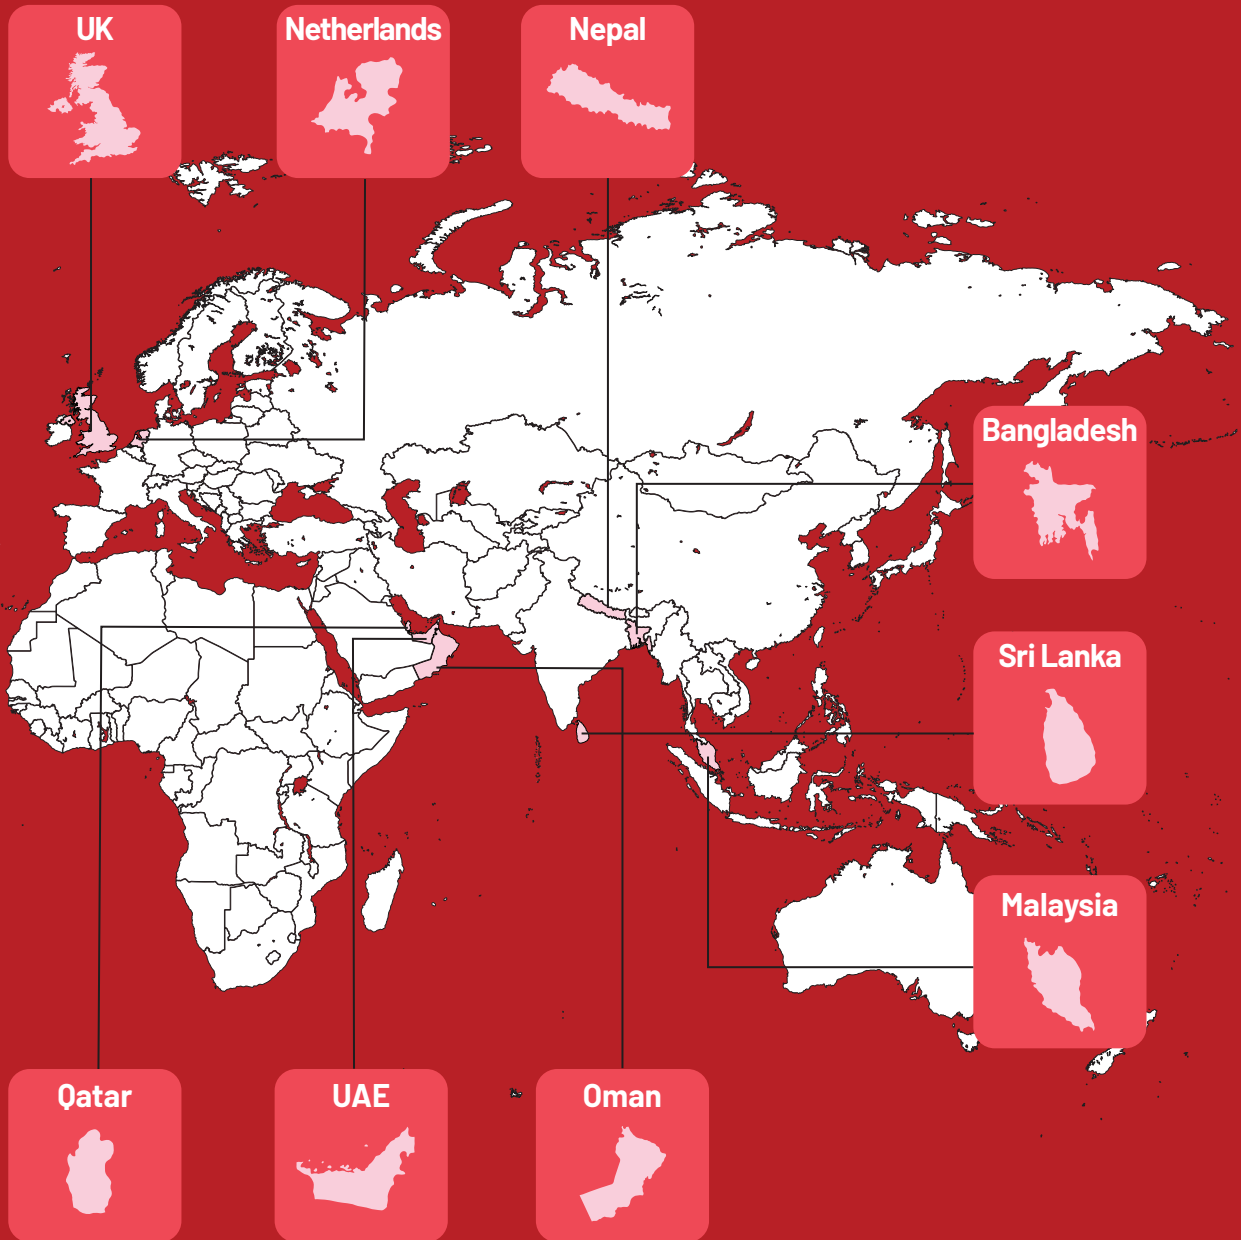 UK
Netherlands
Nepal
Bangladesh
Sri Lanka
Malaysia
Qatar
UAE
Oman